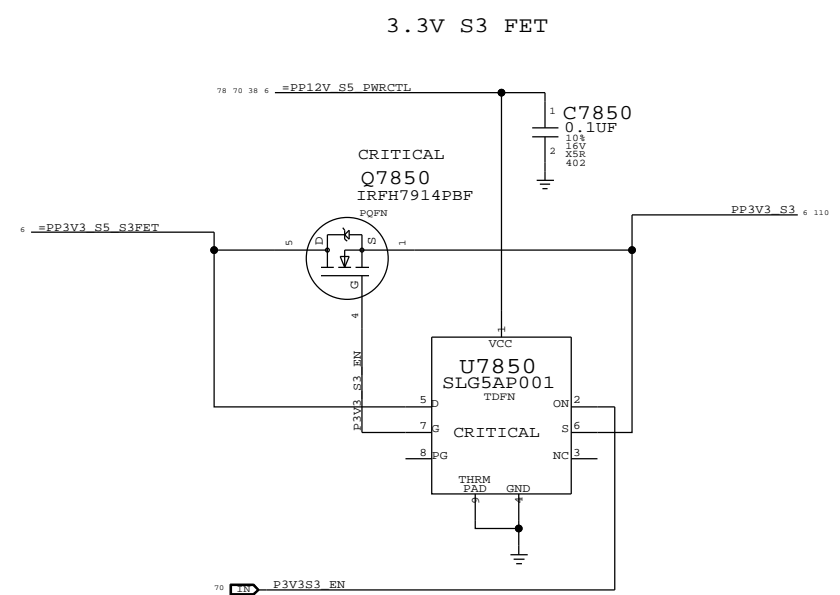 3.3V S3 FET
78 70 38 6 =PP12V_S5_PWRCTL
1
C7850
0.1UF
10%
16V
X5R
402
2
CRITICAL
Q7850
IRFH7914PBF
PQFN
6 =PP3V3_S5_S3FET
PP3V3_S3 6 110
5
D
S
1
G
4
P3V3_S3_EN
1
VCC
U7850
SLG5AP001
TDFN
5 D
ON 2
7 G
CRITICAL
S 6
8 PG
NC 3
THRM
PAD
GND
9
4
70 IN P3V3S3_EN